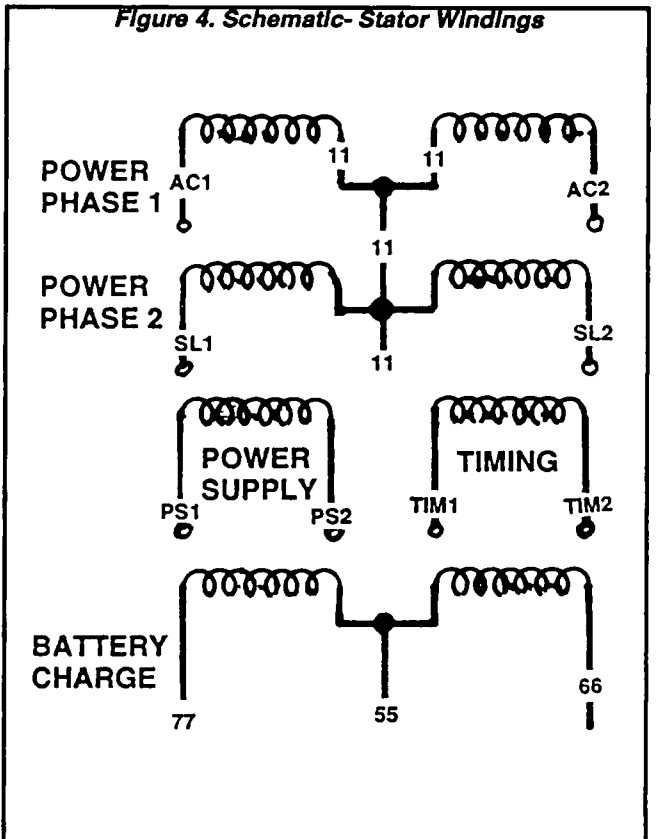 Figure 4. Schematic- Stator Windings
11
11
POWER
PHASE 1
AC1
AC2
11
POWER
PHASE 2
SL1
SL2
11
POWER
SUPPLY
TIMING
PS1
PS2
TIM1
TIM2
BATTERY
CHARGE
66
77
55